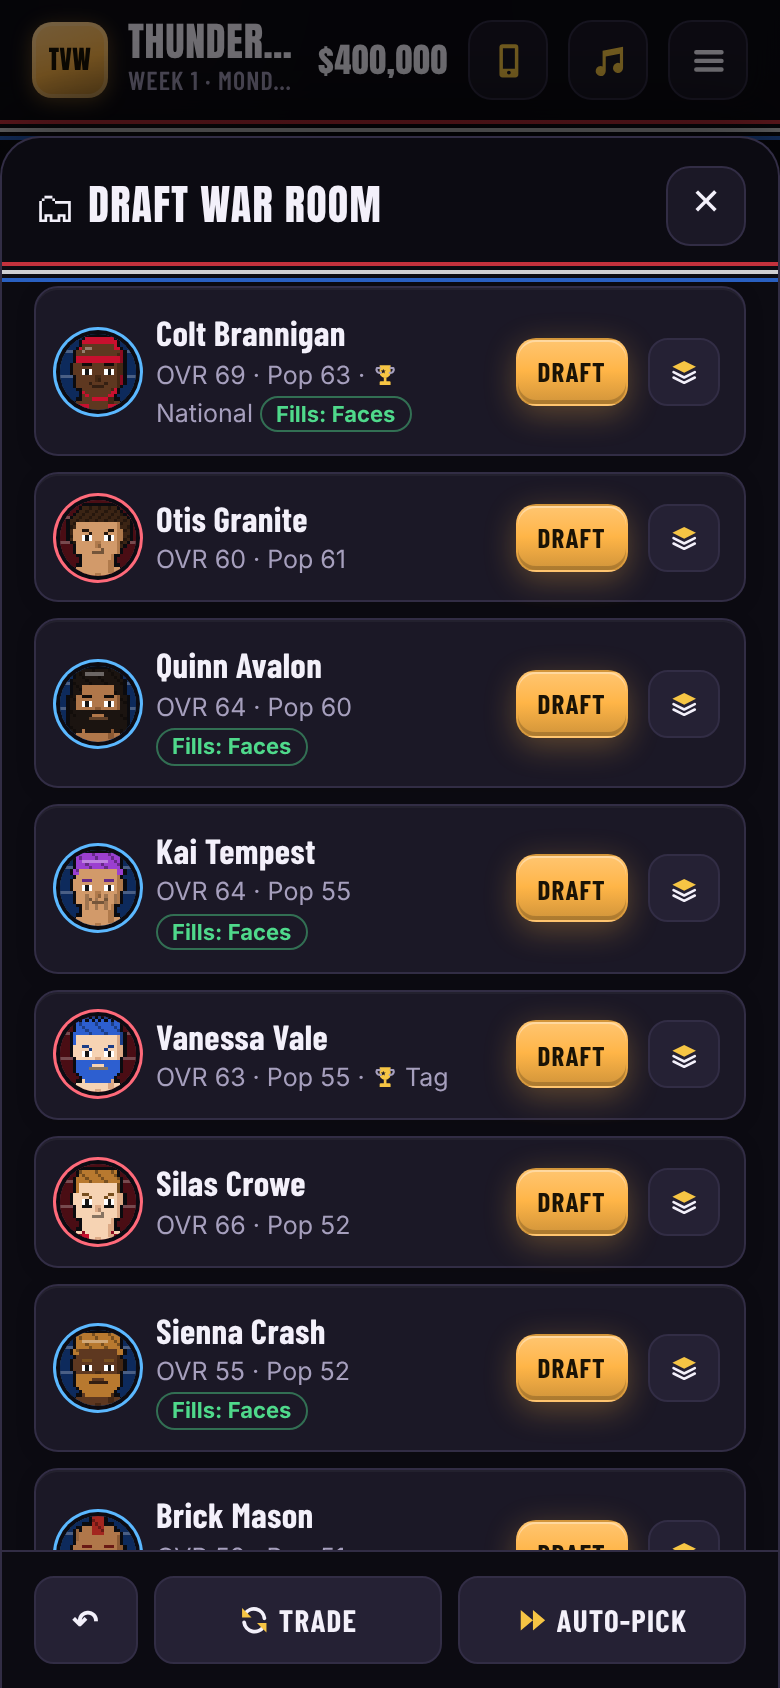 TVW
THUNDER...
WEEK 1 · MOND...
$400,000
DRAFT WAR ROOM
Colt Brannigan
OVR 69 · Pop 63 ·
National Fills: Faces
DRAFT
Otis Granite
OVR 60 · Pop 61
DRAFT
Quinn Avalon
OVR 64 · Pop 60
Fills: Faces
DRAFT
Kai Tempest
OVR 64 · Pop 55
Fills: Faces
DRAFT
Vanessa Vale
OVR 63 · Pop 55 · Tag
DRAFT
Silas Crowe
OVR 66 · Pop 52
DRAFT
Sienna Crash
OVR 55 · Pop 52
Fills: Faces
DRAFT
Brick Mason
DRAFT
TRADE
AUTO-PICK